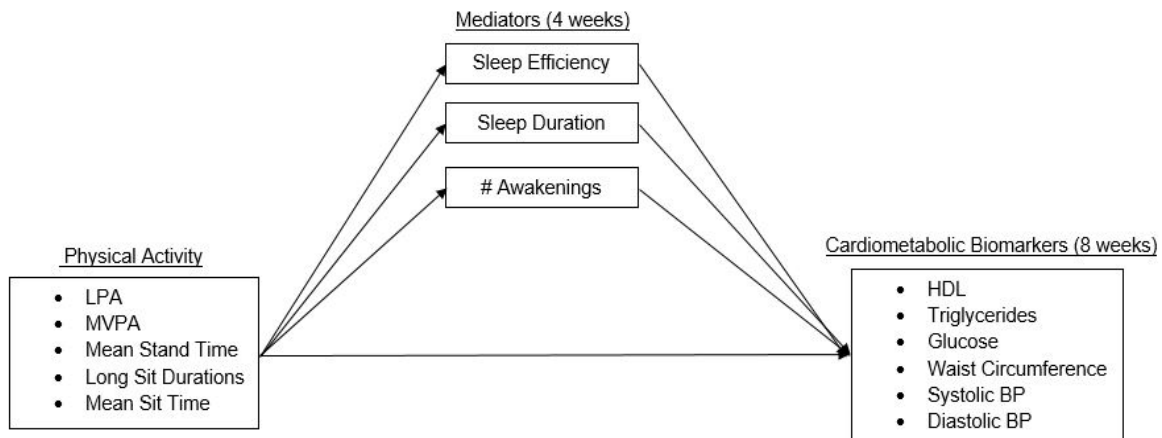 Mediators (4 weeks)
Sleep Efficiency
Sleep Duration
# Awakenings
Physical Activity
• LPA
• MVPA
• Mean Stand Time
• Long Sit Durations
• Mean Sit Time
Cardiometabolic Biomarkers (8 weeks)
• HDL
• Triglycerides
• Glucose
• Waist Circumference
• Systolic BP
• Diastolic BP